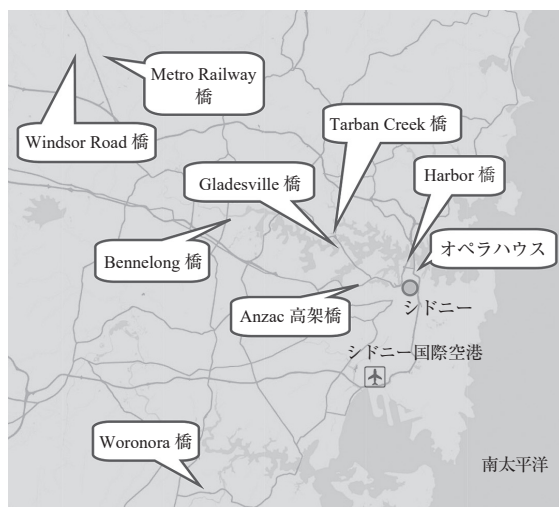 Metro Railway
橋
Windsor Road 橋
Tarban Creek 橋
Gladesville 橋
Harbor 橋
オペラハウス
Bennelong 橋
Anzac 高架橋
シドニー
シドニー国際空港
Woronora 橋
南太平洋